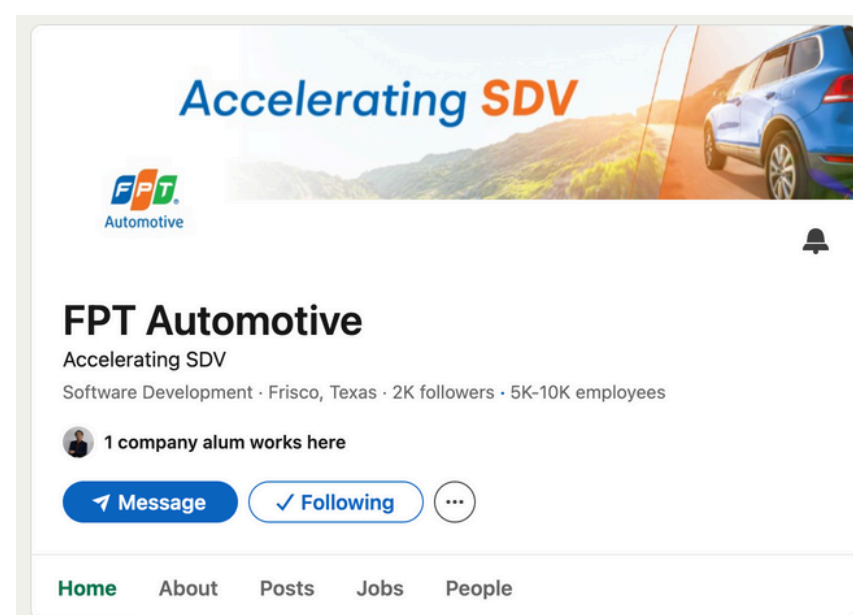 Accelerating SDV
FPT
Automotive
FPT Automotive
Accelerating SDV
Software Development · Frisco, Texas · 2K followers · 5K-10K employees
1 company alum works here
Message
Following
Home About Posts Jobs People